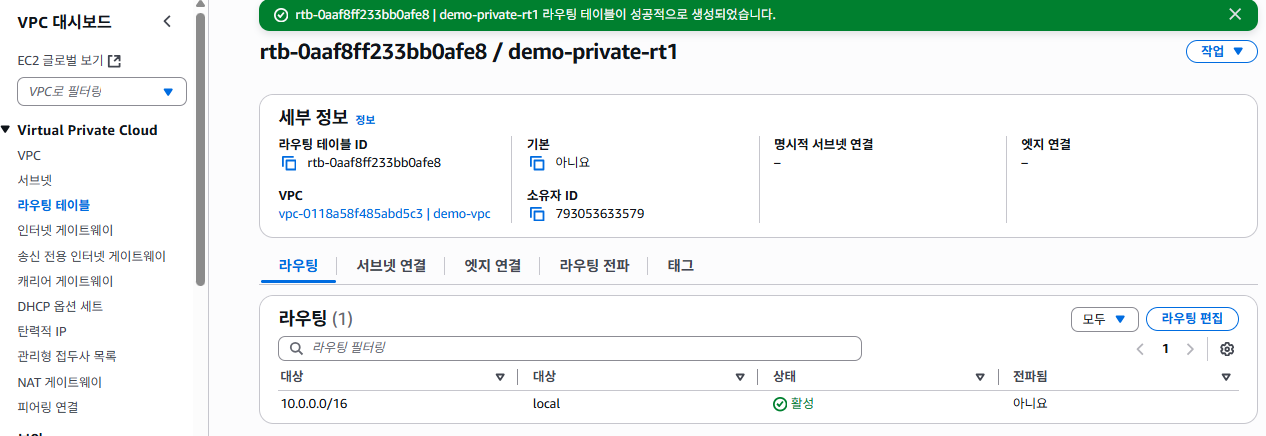 VPC 대시보드
EC2 글로벌 보기
VPC로 필터링
Virtual Private Cloud
VPC
서브넷
라우팅 테이블
인터넷 게이트웨이
송신 전용 인터넷 게이트웨이
캐리어 게이트웨이
DHCP 옵션 세트
탄력적 IP
관리형 접두사 목록
NAT 게이트웨이
피어링 연결
rtb-0aaf8ff233bb0afe8 | demo-private-rt1 라우팅 테이블이 성공적으로 생성되었습니다.
rtb-0aaf8ff233bb0afe8 / demo-private-rt1
작업
세부 정보 정보
라우팅 테이블 ID
rtb-0aaf8ff233bb0afe8
기본
아니요
명시적 서브넷 연결
–
엣지 연결
–
VPC
vpc-0118a58f485abd5c3 | demo-vpc
소유자 ID
793053633579
라우팅 서브넷 연결 엣지 연결 라우팅 전파 태그
라우팅 (1)
모두 라우팅 편집
라우팅 필터링
1
대상 대상 상태 전파됨
10.0.0.0/16 local 활성 아니요